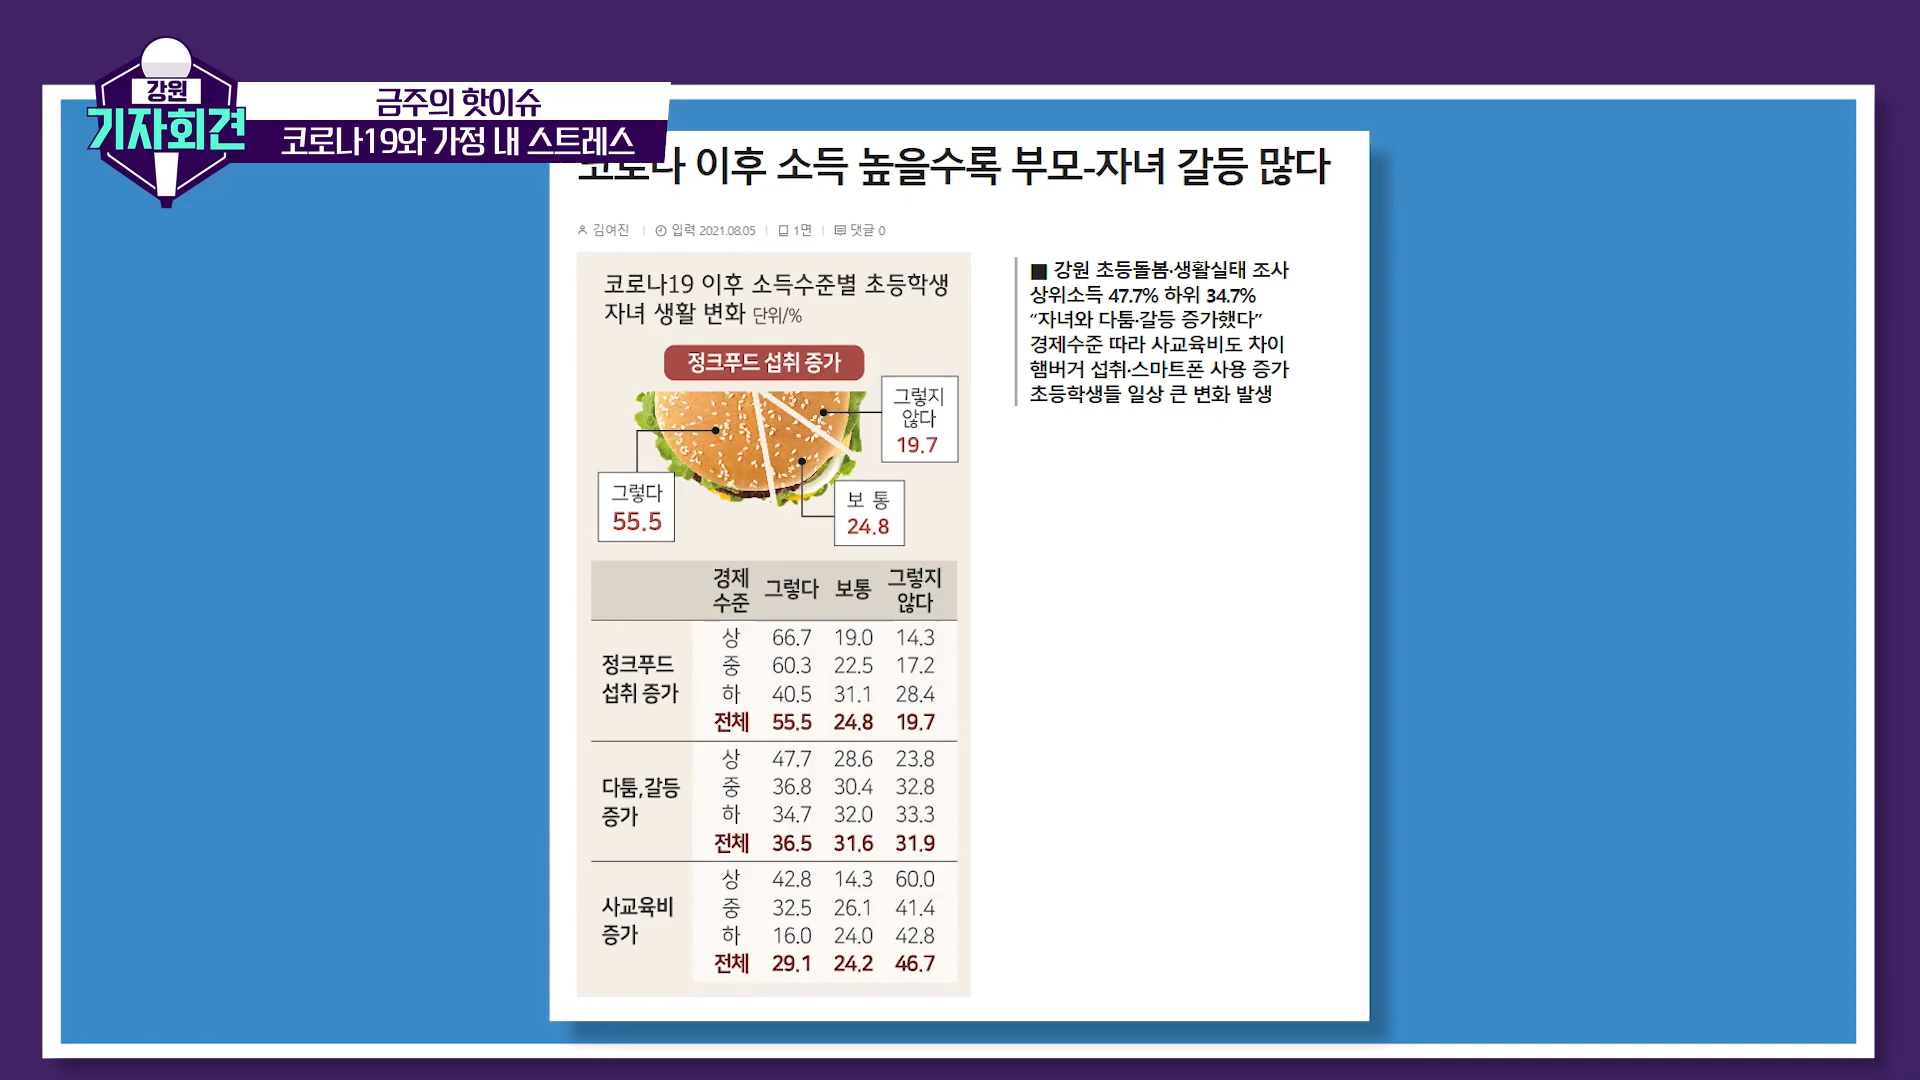 강원
기자회견
금주의 핫이슈
코로나19와 가정 내 스트레스
코로나 이후 소득 높을수록 부모-자녀 갈등 많다
김여진 입력 2021.08.05 1면 댓글 0
코로나19 이후 소득수준별 초등학생
자녀 생활 변화 단위/%
정크푸드 섭취 증가
그렇지
않다
19.7
그렇다
55.5
보 통
24.8
경제
수준 그렇다 보통 그렇지
않다
정크푸드
섭취 증가
상 66.7 19.0 14.3
중 60.3 22.5 17.2
하 40.5 31.1 28.4
전체 55.5 24.8 19.7
다툼,갈등
증가
상 47.7 28.6 23.8
중 36.8 30.4 32.8
하 34.7 32.0 33.3
전체 36.5 31.6 31.9
사교육비
증가
상 42.8 14.3 60.0
중 32.5 26.1 41.4
하 16.0 24.0 42.8
전체 29.1 24.2 46.7
■ 강원 초등돌봄·생활실태 조사
상위소득 47.7% 하위 34.7%
“자녀와 다툼·갈등 증가했다”
경제수준 따라 사교육비도 차이
햄버거 섭취·스마트폰 사용 증가
초등학생들 일상 큰 변화 발생